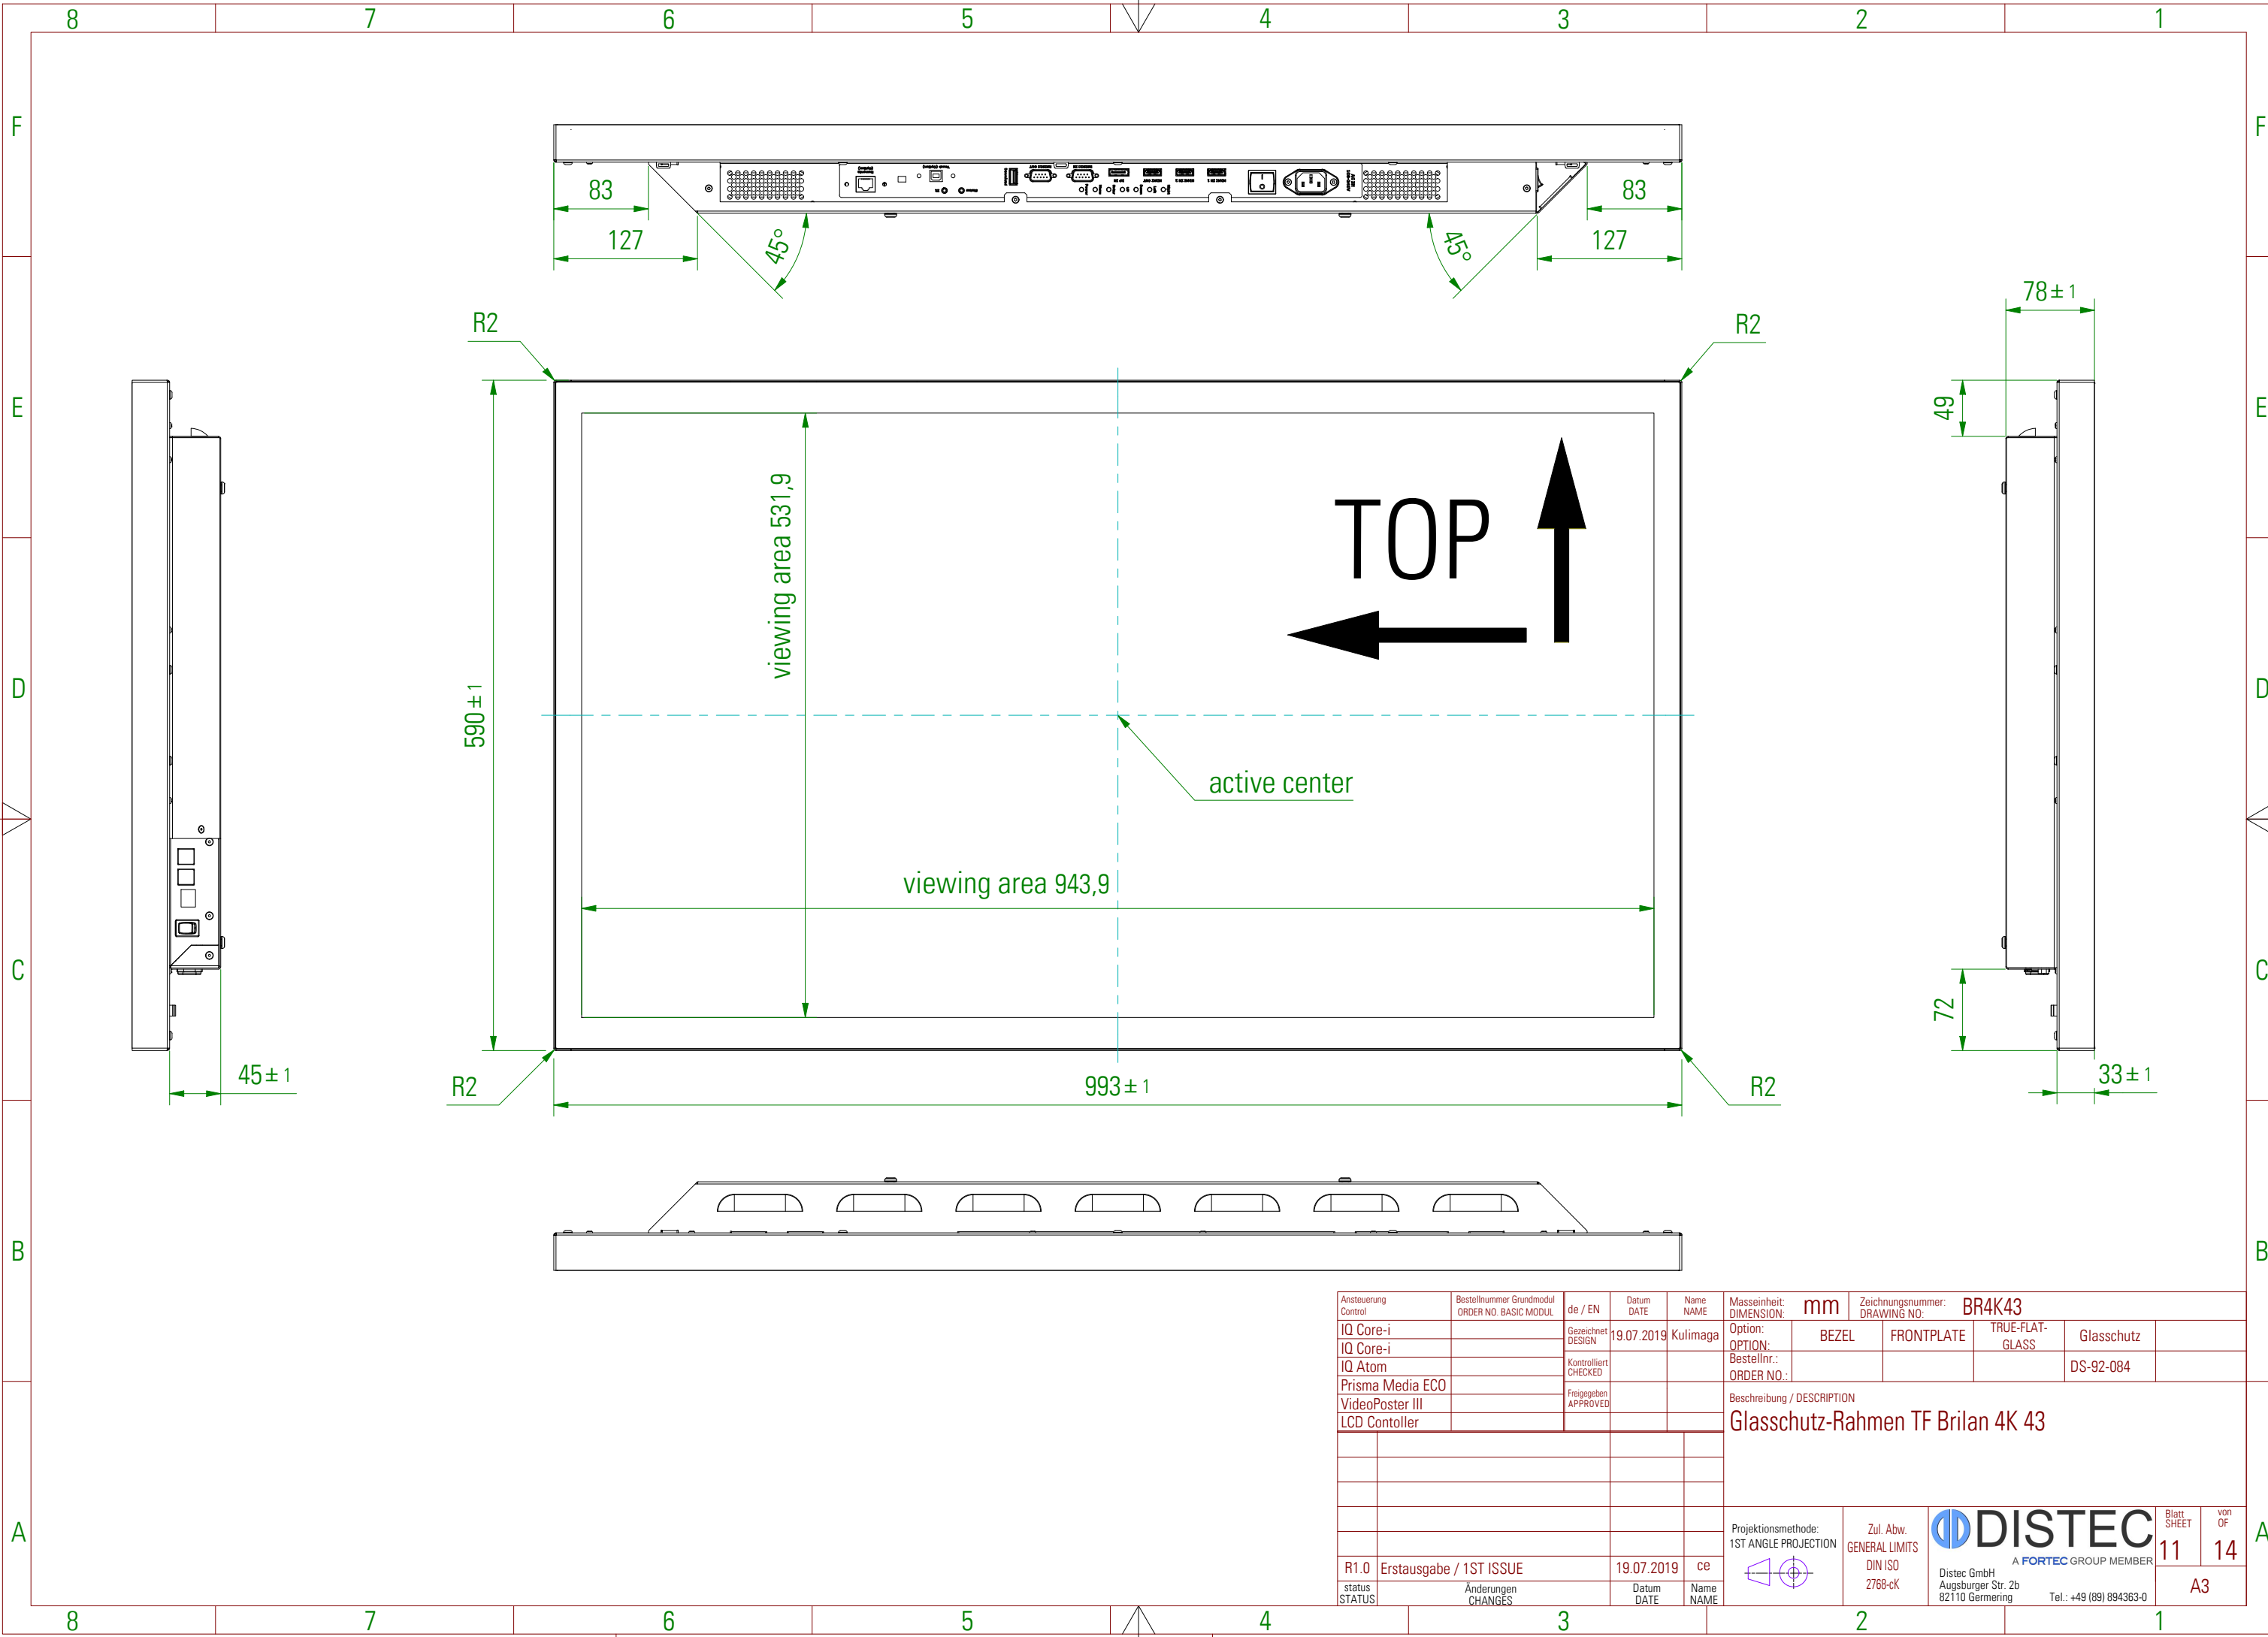 8 7 6 5 4 3 2 1
F F
83 83
127 127
45° 45°
78±1
R2 R2
49
E E
viewing area 531,9
TOP
D D
590±1
active center
viewing area 943,9
C C
72
45±1
33±1
R2 R2
993±1
B B
Ansteuerung
Control
Bestellnummer Grundmodul
ORDER NO. BASIC MODUL
de / EN
Datum
DATE
Name
NAME
Masseinheit:
DIMENSION:
mm
Zeichnungsnummer:
DRAWING NO:
BR4K43
IQ Core-i
IQ Core-i
IQ Atom
Prisma Media ECO
VideoPoster III
LCD Contoller
Gezeichnet
DESIGN
19.07.2019 Kulimaga
Kontrolliert
CHECKED
Freigegeben
APPROVED
Option:
OPTION:
BEZEL
FRONTPLATE
TRUE-FLAT-
GLASS
Glasschutz
Bestellnr.:
ORDER NO.:
DS-92-084
Beschreibung / DESCRIPTION
Glasschutz-Rahmen TF Brilan 4K 43
A A
R1.0 Erstausgabe / 1ST ISSUE 19.07.2019 ce
status
STATUS
Änderungen
CHANGES
Datum
DATE
Name
NAME
Projektionsmethode:
1ST ANGLE PROJECTION
Zul. Abw.
GENERAL LIMITS
DIN ISO
2768-cK
DISTEC
A FORTEC GROUP MEMBER
Distec GmbH
Augsburger Str. 2b
82110 Germering Tel.: +49 (89) 894363-0
Blatt
SHEET
11
von
OF
14
A3
8 7 6 5 4 3 2 1